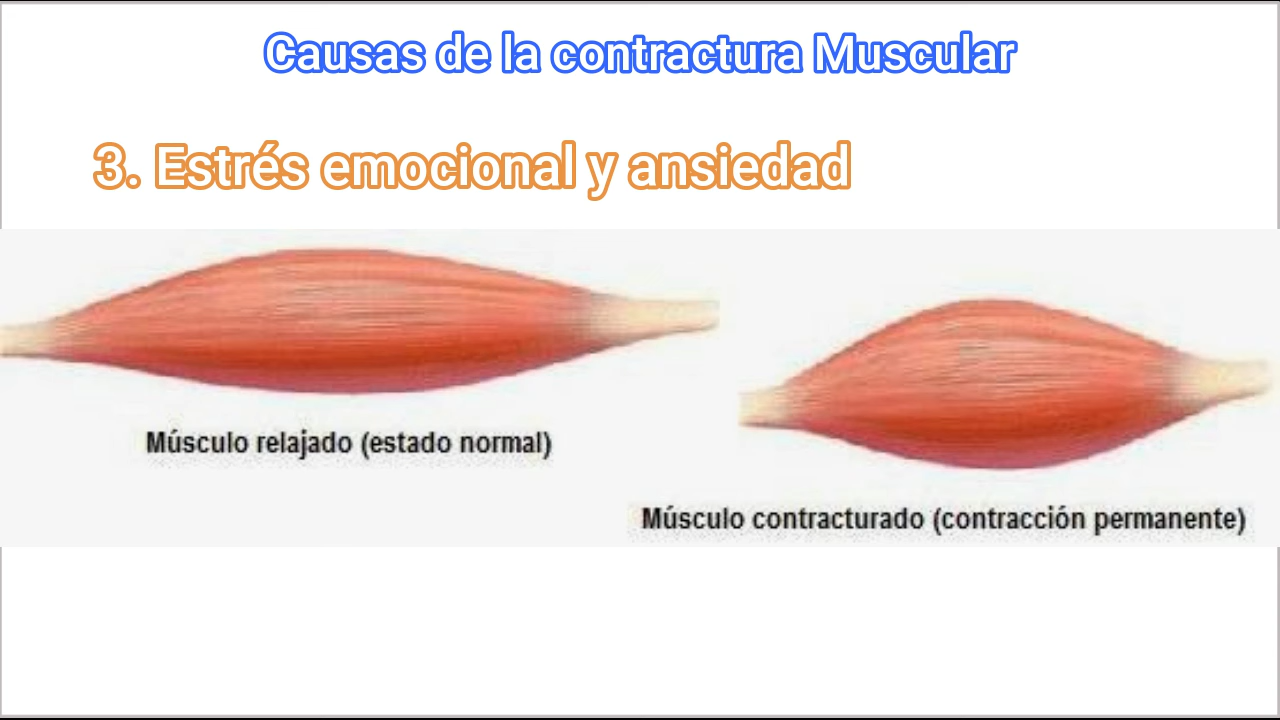 Causas de la contractura Muscular
3. Estrés emocional y ansiedad
Músculo relajado (estado normal)
Músculo contracturado (contracción permanente)